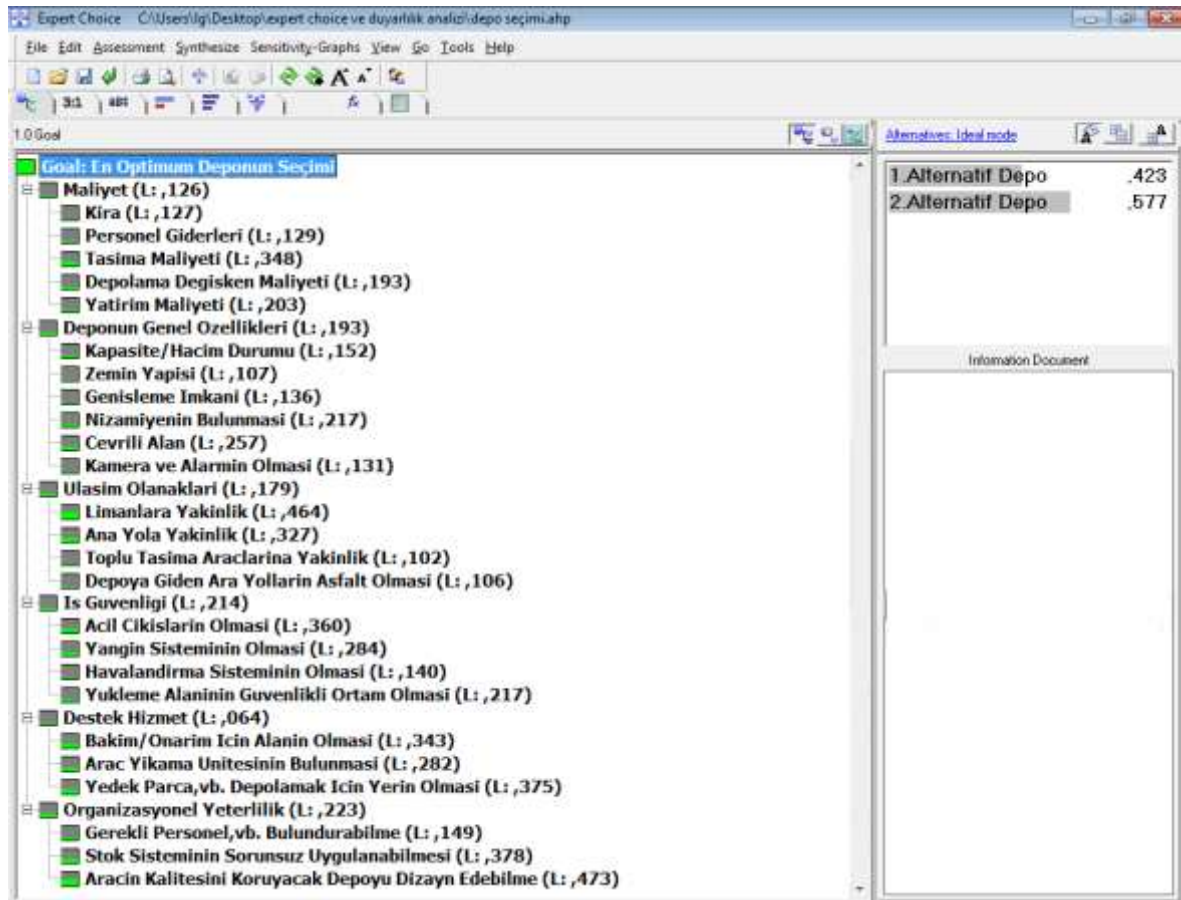 Expert Choice C:\Users\lg\Desktop\expert choice ve duyarlılık analizi\depo seçimi.ahp
File Edit Assessment Synthesize Sensitivity-Graphs View Go Tools Help
3:1 ABC
1.0 Goal
Alternatives: Ideal mode
Goal: En Optimum Deponun Seçimi
Maliyet (L: ,126)
Kira (L: ,127)
Personel Giderleri (L: ,129)
Tasima Maliyeti (L: ,348)
Depolama Degisken Maliyeti (L: ,193)
Yatirim Maliyeti (L: ,203)
Deponun Genel Ozellikleri (L: ,193)
Kapasite/Hacim Durumu (L: ,152)
Zemin Yapisi (L: ,107)
Genisleme Imkani (L: ,136)
Nizamiyenin Bulunmasi (L: ,217)
Cevrili Alan (L: ,257)
Kamera ve Alarmin Olmasi (L: ,131)
Ulasim Olanaklari (L: ,179)
Limanlara Yakinlik (L: ,464)
Ana Yola Yakinlik (L: ,327)
Toplu Tasima Araclarina Yakinlik (L: ,102)
Depoya Giden Ara Yollarin Asfalt Olmasi (L: ,106)
Is Guvenligi (L: ,214)
Acil Cikislarin Olmasi (L: ,360)
Yangin Sisteminin Olmasi (L: ,284)
Havalandirma Sisteminin Olmasi (L: ,140)
Yukleme Alaninin Guvenlikli Ortam Olmasi (L: ,217)
Destek Hizmet (L: ,064)
Bakim/Onarim Icin Alanin Olmasi (L: ,343)
Arac Yikama Unitesinin Bulunmasi (L: ,282)
Yedek Parca,vb. Depolamak Icin Yerin Olmasi (L: ,375)
Organizasyonel Yeterlilik (L: ,223)
Gerekli Personel,vb. Bulundurabilme (L: ,149)
Stok Sisteminin Sorunsuz Uygulanabilmesi (L: ,378)
Aracin Kalitesini Koruyacak Depoyu Dizayn Edebilme (L: ,473)
1.Alternatif Depo ,423
2.Alternatif Depo ,577
Information Document